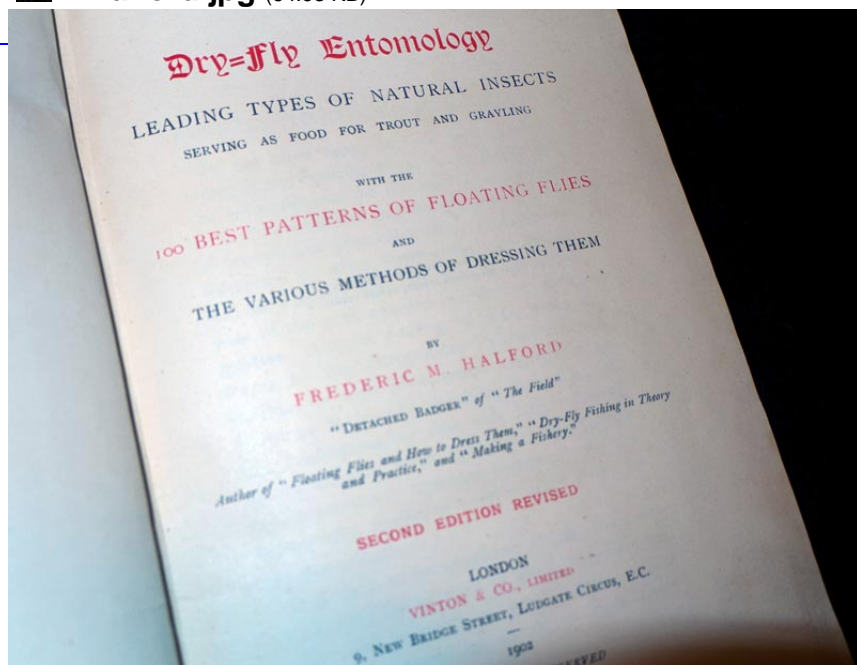 Dry=Fly Entomology
LEADING TYPES OF NATURAL INSECTS
SERVING AS FOOD FOR TROUT AND GRAYLING
WITH THE
100 BEST PATTERNS OF FLOATING FLIES
AND
THE VARIOUS METHODS OF DRESSING THEM
BY
FREDERIC M. HALFORD
"DETACHED BADGER" of "The Field"
Author of "Floating Flies and How to Dress Them," "Dry-Fly Fishing in Theory
and Practice," and "Making a Fishery."
SECOND EDITION REVISED
LONDON
VINTON & CO., LIMITED
9, NEW BRIDGE STREET, LUDGATE CIRCUS, E.C.
1902